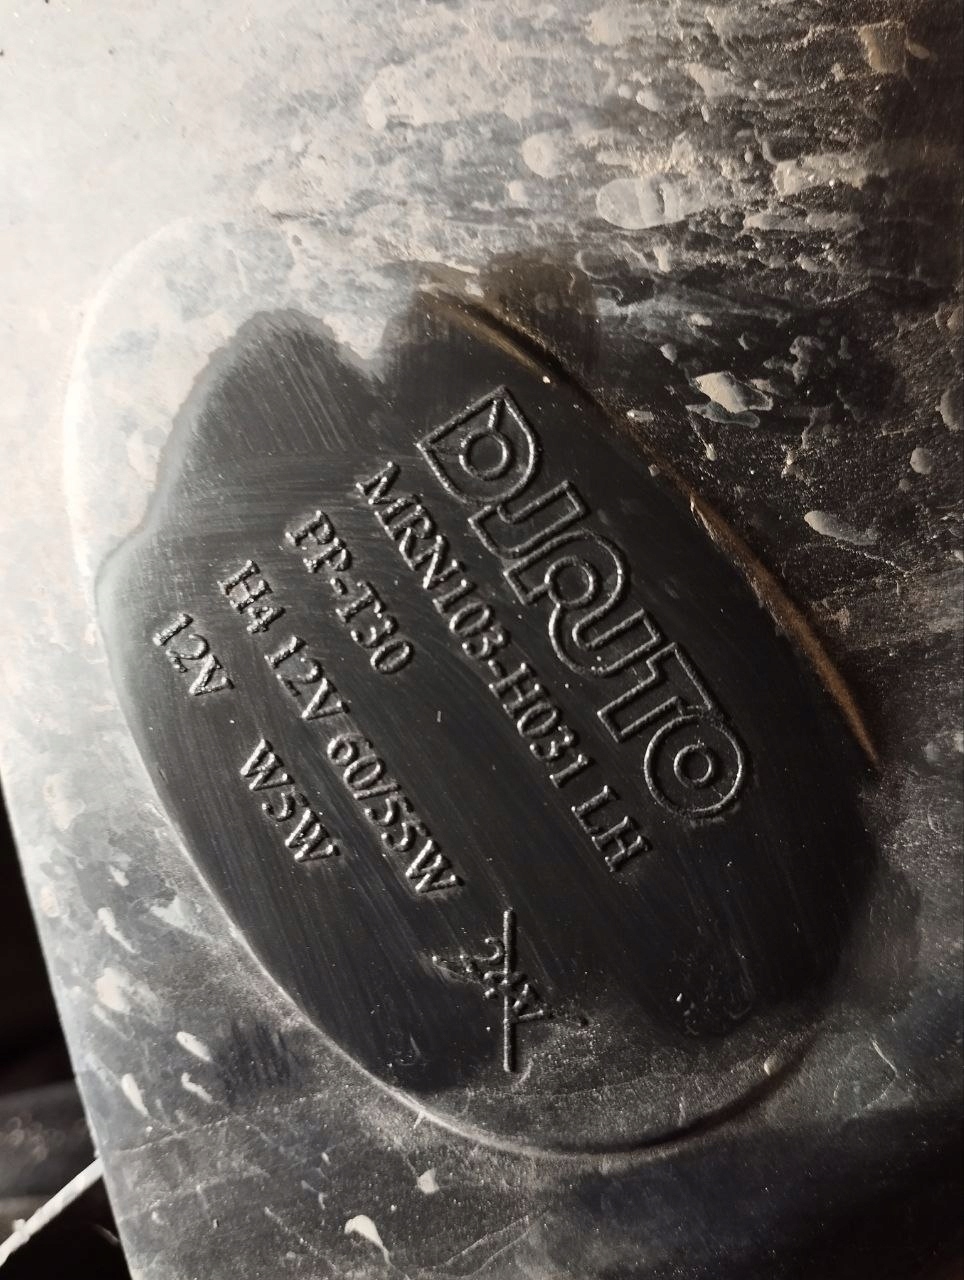 DJAUTO
MRN103-H031 LH
PP-T30
H4 12V 60/55W
12V W5W
24V